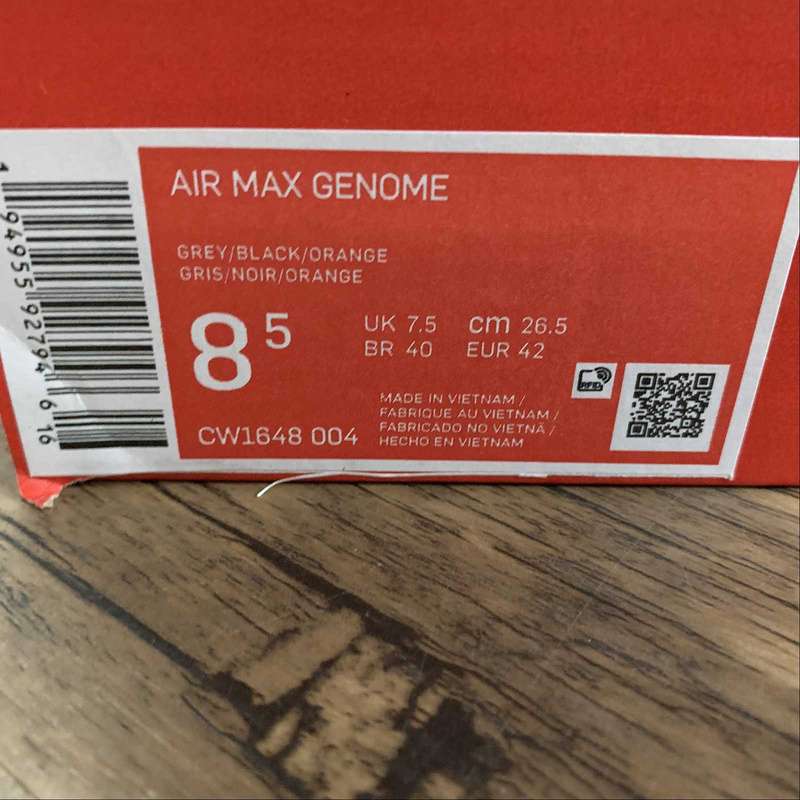 AIR MAX GENOME
GREY/BLACK/ORANGE
GRIS/NOIR/ORANGE
8 5
UK 7.5 cm 26.5
BR 40 EUR 42
RFID
CW1648 004
MADE IN VIETNAM /
FABRIQUE AU VIETNAM /
FABRICADO NO VIETNÃ /
HECHO EN VIETNAM
1 94955 92794 6 16